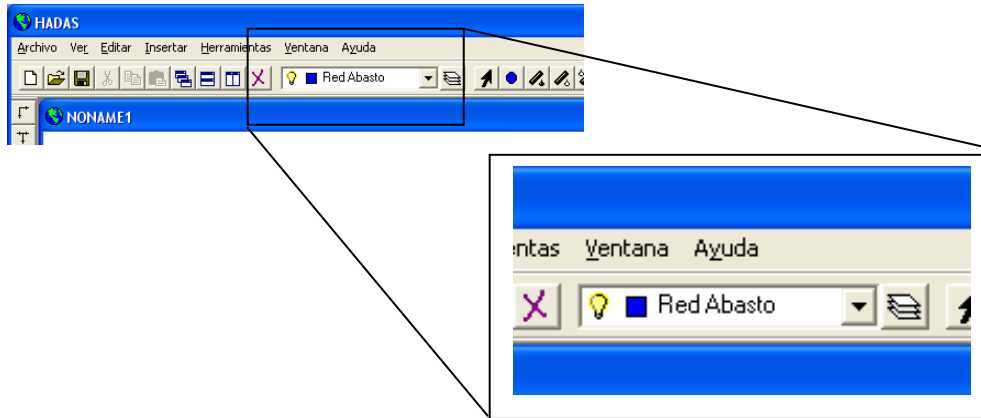 HADAS
Archivo Ver Editar Insertar Herramientas Ventana Ayuda
Red Abasto
NONAME1
entas Ventana Ayuda
Red Abasto